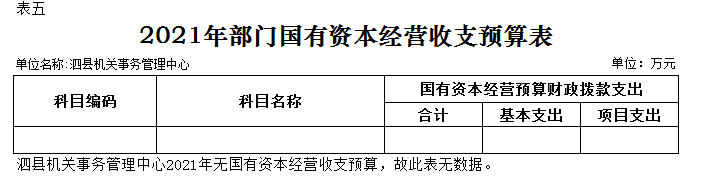 表五
2021年部门国有资本经营收支预算表
单位名称:泗县机关事务管理中心 单位：万元
科目编码 科目名称 国有资本经营预算财政拨款支出
合计 基本支出 项目支出
泗县机关事务管理中心2021年无国有资本经营收支预算，故此表无数据。